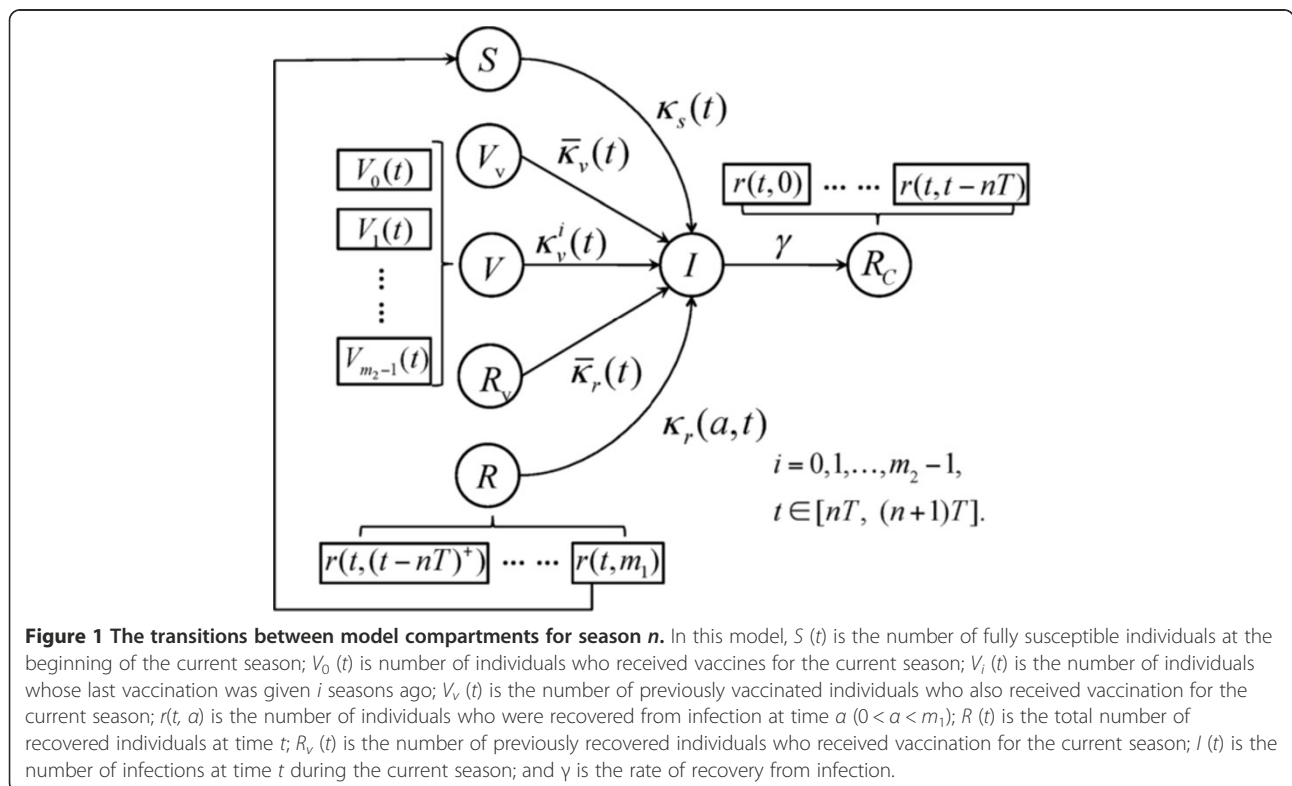 S
κ_s(t)
V_v
κ̄_v(t)
V_0(t)
r(t,0) ... ... r(t,t−nT)
V_1(t)
V
κ_v^i(t)
I
γ
R_C
⋮
⋮
V_{m_2−1}(t)
R_v
κ̄_r(t)
κ_r(a,t)
R
i = 0,1,…,m_2 −1,
t ∈[nT, (n+1)T].
r(t,(t−nT)^+) ... ... r(t,m_1)
Figure 1 The transitions between model compartments for season n. In this model, S (t) is the number of fully susceptible individuals at the
beginning of the current season; V_0 (t) is number of individuals who received vaccines for the current season; V_i (t) is the number of individuals
whose last vaccination was given i seasons ago; V_v (t) is the number of previously vaccinated individuals who also received vaccination for the
current season; r(t, a) is the number of individuals who were recovered from infection at time a (0 < a < m_1); R (t) is the total number of
recovered individuals at time t; R_v (t) is the number of previously recovered individuals who received vaccination for the current season; I (t) is the
number of infections at time t during the current season; and γ is the rate of recovery from infection.